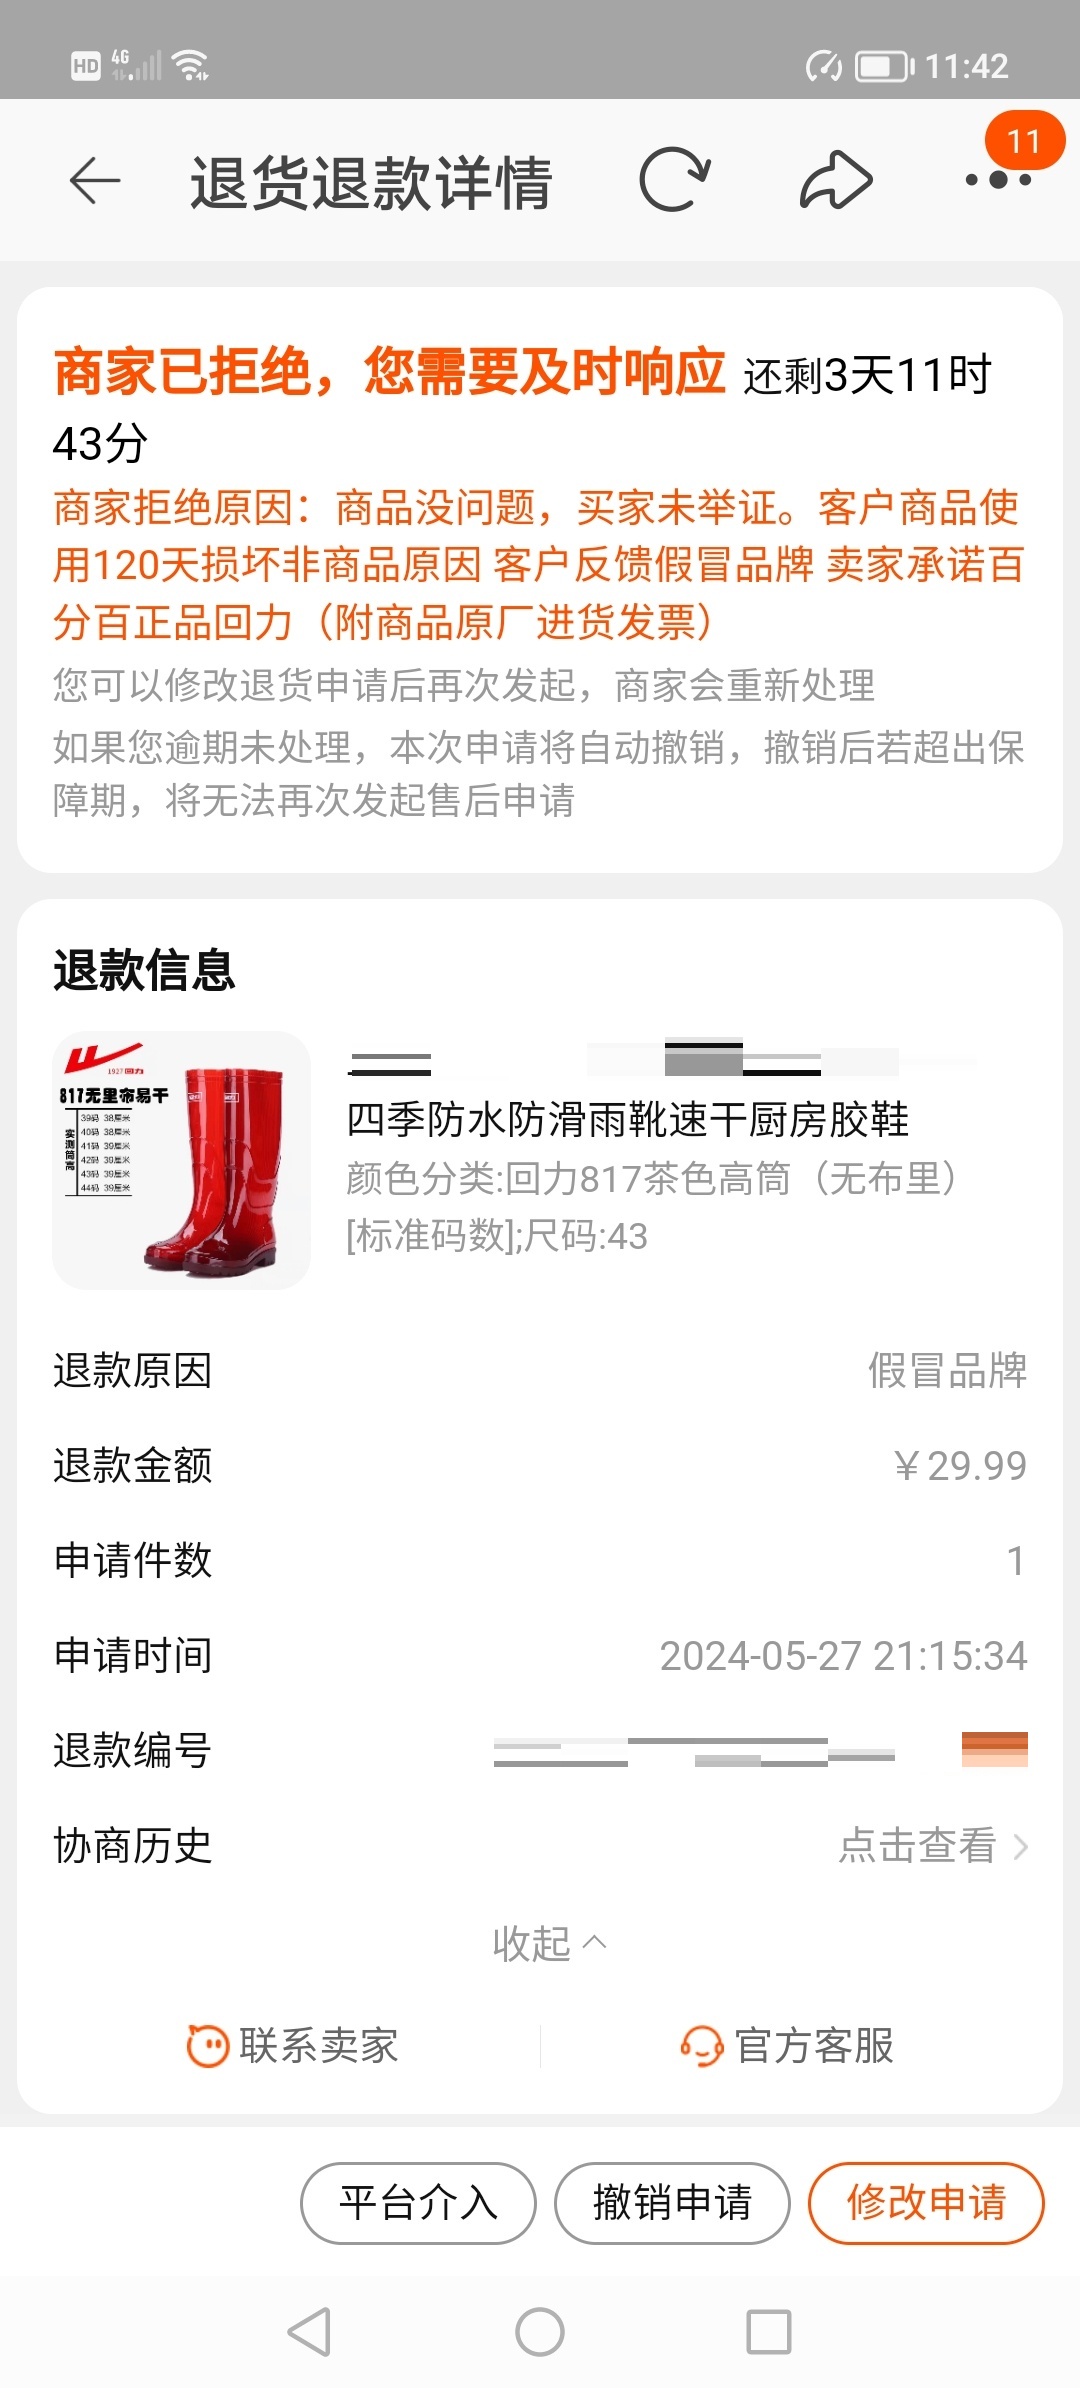 HD 4G 11:42
退货退款详情
11
商家已拒绝，您需要及时响应 还剩3天11时
43分
商家拒绝原因：商品没问题，买家未举证。客户商品使
用120天损坏非商品原因 客户反馈假冒品牌 卖家承诺百
分百正品回力（附商品原厂进货发票）
您可以修改退货申请后再次发起，商家会重新处理
如果您逾期未处理，本次申请将自动撤销，撤销后若超出保
障期，将无法再次发起售后申请
退款信息
1927 回力
817无里布易干
实测筒高
39码 38厘米
40码 38厘米
41码 39厘米
42码 39厘米
43码 39厘米
44码 39厘米
四季防水防滑雨靴速干厨房胶鞋
颜色分类:回力817茶色高筒（无布里）
[标准码数];尺码:43
退款原因 假冒品牌
退款金额 ￥29.99
申请件数 1
申请时间 2024-05-27 21:15:34
退款编号
协商历史 点击查看
收起
联系卖家 官方客服
平台介入 撤销申请 修改申请